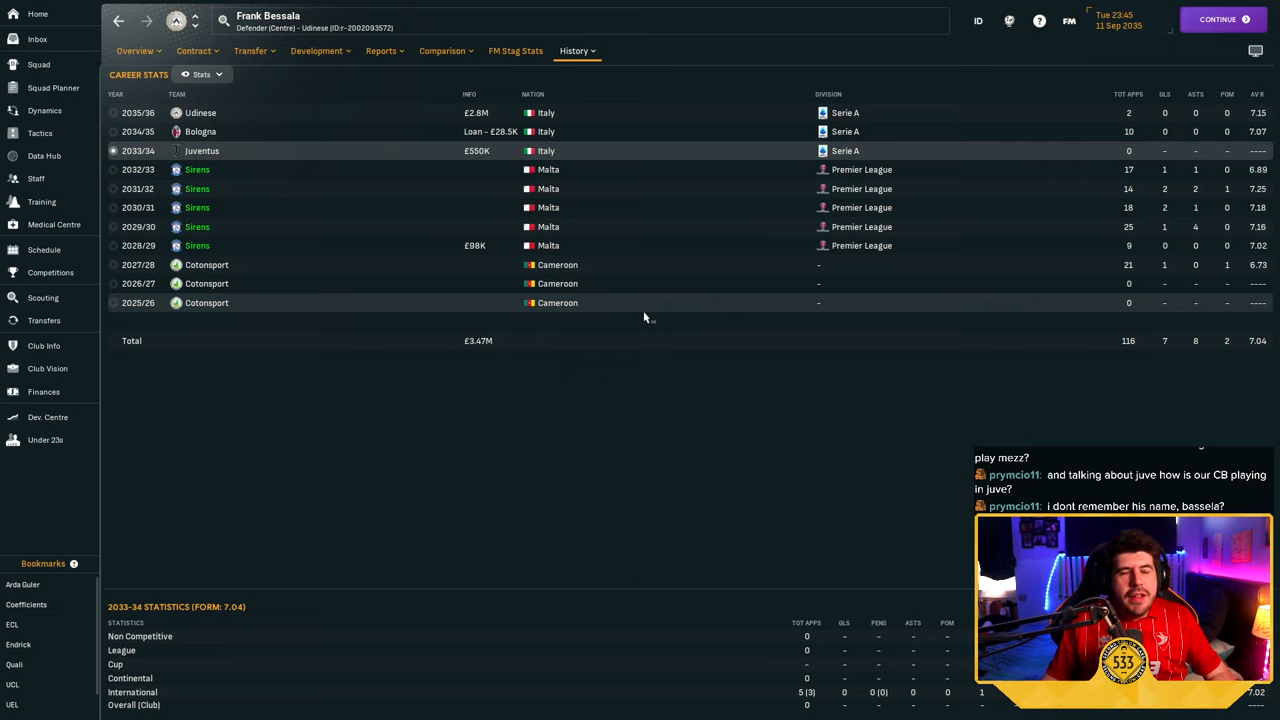 Home
Inbox
Squad
Squad Planner
Dynamics
Tactics
Data Hub
Staff
Training
Medical Centre
Schedule
Competitions
Scouting
Transfers
Club Info
Club Vision
Finances
Dev. Centre
Under 23s
Bookmarks ?
Arda Guler
Coefficients
ECL
Endrick
Quali
UCL
UEL
Frank Bessala
Defender (Centre) - Udinese (ID:r-2002093572)
ID ? FM
Tue 23:45
11 Sep 2035
CONTINUE
Overview Contract Transfer Development Reports Comparison FM Stag Stats History
CAREER STATS Stats
YEAR TEAM INFO NATION DIVISION TOT APPS GLS ASTS POM AV R
2035/36 Udinese £2.8M Italy Serie A 2 0 0 0 7.15
2034/35 Bologna Loan - £28.5K Italy Serie A 10 0 0 0 7.07
2033/34 Juventus £550K Italy Serie A 0 - - - ----
2032/33 Sirens Malta Premier League 17 1 1 0 6.89
2031/32 Sirens Malta Premier League 14 2 2 1 7.25
2030/31 Sirens Malta Premier League 18 2 1 0 7.18
2029/30 Sirens Malta Premier League 25 1 4 0 7.16
2028/29 Sirens £98K Malta Premier League 9 0 0 0 7.02
2027/28 Cotonsport Cameroon - 21 1 0 1 6.73
2026/27 Cotonsport Cameroon - 0 - - - ----
2025/26 Cotonsport Cameroon - 0 - - - ----
Total £3.47M 116 7 8 2 7.04
play mezz?
prymcio11: and talking about juve how is our CB playing
in juve?
prymcio11: i dont remember his name, bassela?
2033-34 STATISTICS (FORM: 7.04)
STATISTICS TOT APPS GLS PENS ASTS POM
Non Competitive 0 - - - -
League 0 - - - -
Cup - - - - -
Continental 0 - - - -
International 5 (3) 0 0 (0) 0 1 7.02
Overall (Club) 0 - - - -
533